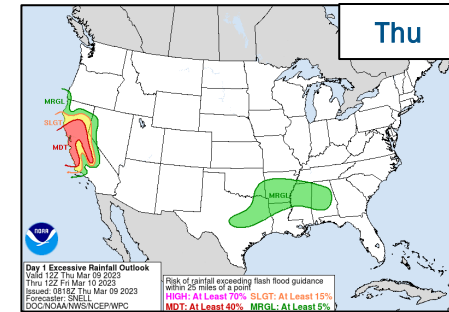 Thu
MRGL
SLGT
MDT
MRGL
NOAA
Day 1 Excessive Rainfall Outlook
Valid 12Z Thu Mar 09 2023
Thru 12Z Fri Mar 10 2023
Issued: 0818Z Thu Mar 09 2023
Forecaster: SNELL
DOC/NOAA/NWS/NCEP/WPC
Risk of rainfall exceeding flash flood guidance
within 25 miles of a point
HIGH: At Least 70% SLGT: At Least 15%
MDT: At Least 40% MRGL: At Least 5%